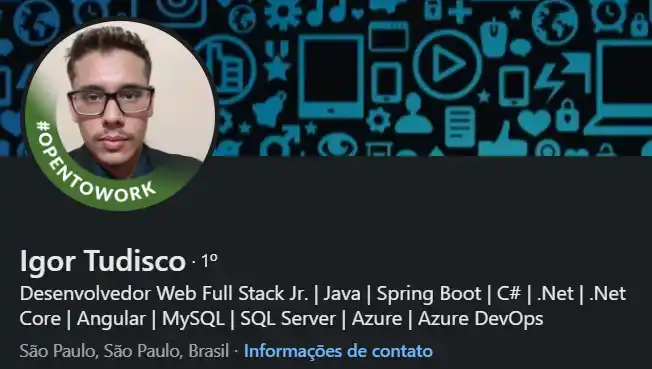 #OPENTOWORK
Igor Tudisco · 1º
Desenvolvedor Web Full Stack Jr. | Java | Spring Boot | C# | .Net | .Net
Core | Angular | MySQL | SQL Server | Azure | Azure DevOps
São Paulo, São Paulo, Brasil · Informações de contato